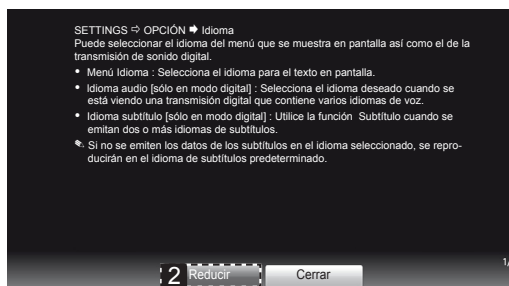 SETTINGS ⇨ OPCIÓN ➡ Idioma
Puede seleccionar el idioma del menú que se muestra en pantalla así como el de la
transmisión de sonido digital.
• Menú Idioma : Selecciona el idioma para el texto en pantalla.
• Idioma audio [sólo en modo digital] : Selecciona el idioma deseado cuando se
está viendo una transmisión digital que contiene varios idiomas de voz.
• Idioma subtítulo [sólo en modo digital] : Utilice la función Subtítulo cuando se
emitan dos o más idiomas de subtítulos.
✎ Si no se emiten los datos de los subtítulos en el idioma seleccionado, se repro-
ducirán en el idioma de subtítulos predeterminado.
1/
2 Reducir Cerrar